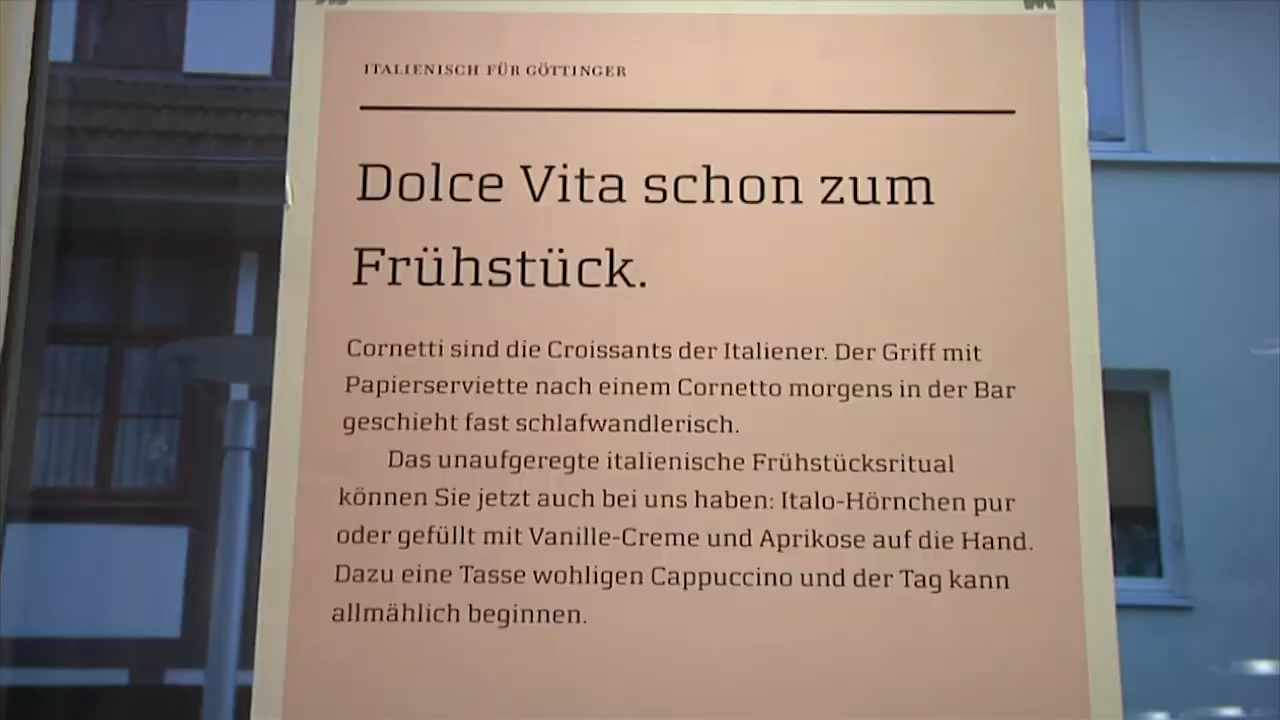 ITALIENISCH FÜR GÖTTINGER
Dolce Vita schon zum
Frühstück.
Cornetti sind die Croissants der Italiener. Der Griff mit
Papierserviette nach einem Cornetto morgens in der Bar
geschieht fast schlafwandlerisch.
Das unaufgeregte italienische Frühstücksritual
können Sie jetzt auch bei uns haben: Italo-Hörnchen pur
oder gefüllt mit Vanille-Creme und Aprikose auf die Hand.
Dazu eine Tasse wohligen Cappuccino und der Tag kann
allmählich beginnen.